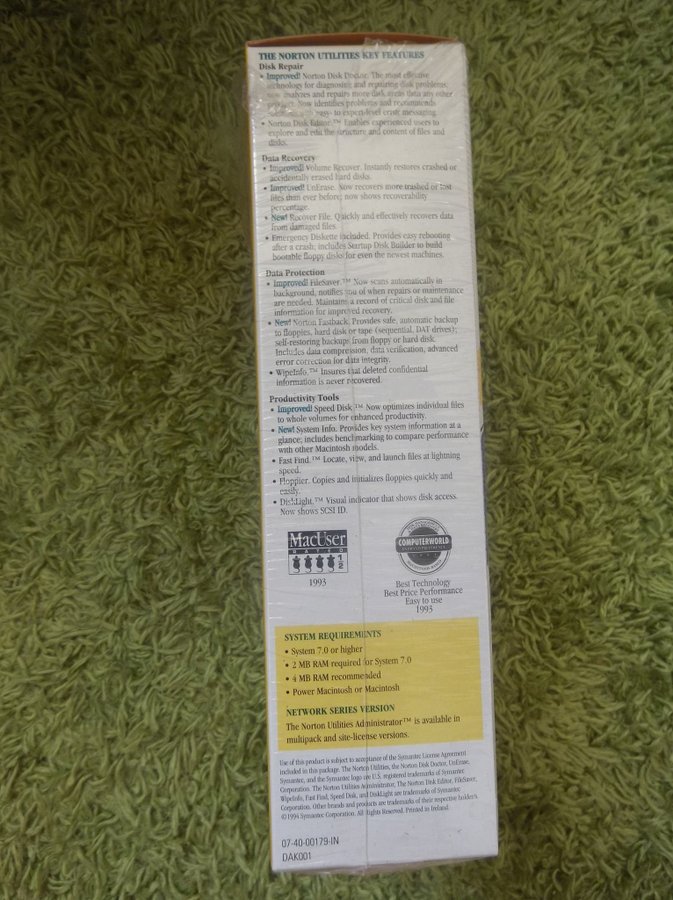 THE NORTON UTILITIES KEY FEATURES
Disk Repair
• Improved! Norton Disk Doctor. The most effective
technology for diagnosing and repairing disk problems;
now analyzes and repairs more disk areas than any other
product. Now identifies problems and recommends
solutions with easy- to expert-level error messaging.
• Norton Disk Editor.™ Enables experienced users to
explore and edit the structure and content of files and
disks.
Data Recovery
• Improved! Volume Recover. Instantly restores crashed or
accidentally erased hard disks.
• Improved! UnErase. Now recovers more trashed or lost
files than ever before; now shows recoverability
percentage.
• New! Recover File. Quickly and effectively recovers data
from damaged files.
• Emergency Diskette included. Provides easy rebooting
after a crash; includes Startup Disk Builder to build
bootable floppy disks for even the newest machines.
Data Protection
• Improved! FileSaver.™ Now scans automatically in
background, notifies you of when repairs or maintenance
are needed. Maintains a record of critical disk and file
information for improved recovery.
• New! Norton Fastback. Provides safe, automatic backup
to floppies, hard disk or tape (sequential, DAT drives);
self-restoring backups from floppy or hard disk.
Includes data compression, data verification, advanced
error correction for data integrity.
• WipeInfo.™ Insures that deleted confidential
information is never recovered.
Productivity Tools
• Improved! Speed Disk.™ Now optimizes individual files
to whole volumes for enhanced productivity.
• New! System Info. Provides key system information at a
glance; includes benchmarking to compare performance
with other Macintosh models.
• Fast Find.™ Locate, view, and launch files at lightning
speed.
• Floppier. Copies and initializes floppies quickly and
easily.
• DiskLight.™ Visual indicator that shows disk access.
Now shows SCSI ID.
MacUser
RATED
1/2
1993
COMPUTERWORLD
Best Technology
Best Price Performance
Easy to use
1993
SYSTEM REQUIREMENTS
• System 7.0 or higher
• 2 MB RAM required for System 7.0
• 4 MB RAM recommended
• Power Macintosh or Macintosh
NETWORK SERIES VERSION
The Norton Utilities Administrator™ is available in
multipack and site-license versions.
Use of this product is subject to acceptance of the Symantec License Agreement
included in this package. The Norton Utilities, the Norton Disk Doctor, UnErase,
Symantec, and the Symantec logo are U.S. registered trademarks of Symantec
Corporation. The Norton Utilities Administrator, The Norton Disk Editor, FileSaver,
WipeInfo, Fast Find, Speed Disk, and DiskLight are trademarks of Symantec
Corporation. Other brands and products are trademarks of their respective holder/s.
©1994 Symantec Corporation. All Rights Reserved. Printed in Ireland.
07-40-00179-IN
DAK001